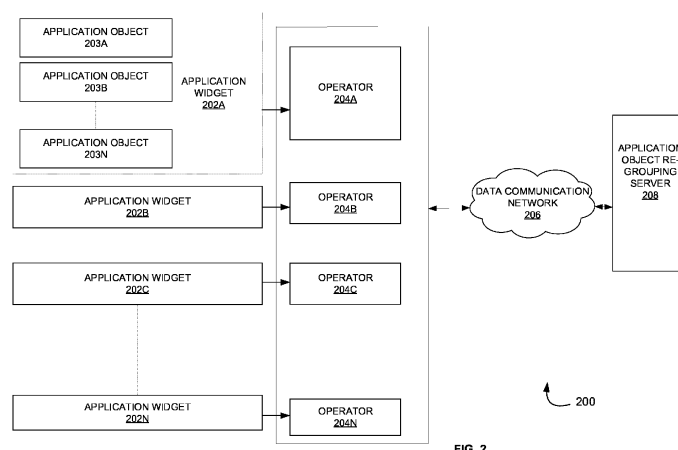 APPLICATION OBJECT
203A
APPLICATION OBJECT
203B
APPLICATION OBJECT
203N
APPLICATION
WIDGET
202A
OPERATOR
204A
APPLICATION WIDGET
202B
OPERATOR
204B
APPLICATION WIDGET
202C
OPERATOR
204C
APPLICATION WIDGET
202N
OPERATOR
204N
DATA COMMUNICATION
NETWORK
206
APPLICATION
OBJECT RE-
GROUPING
SERVER
208
200
FIG. 2